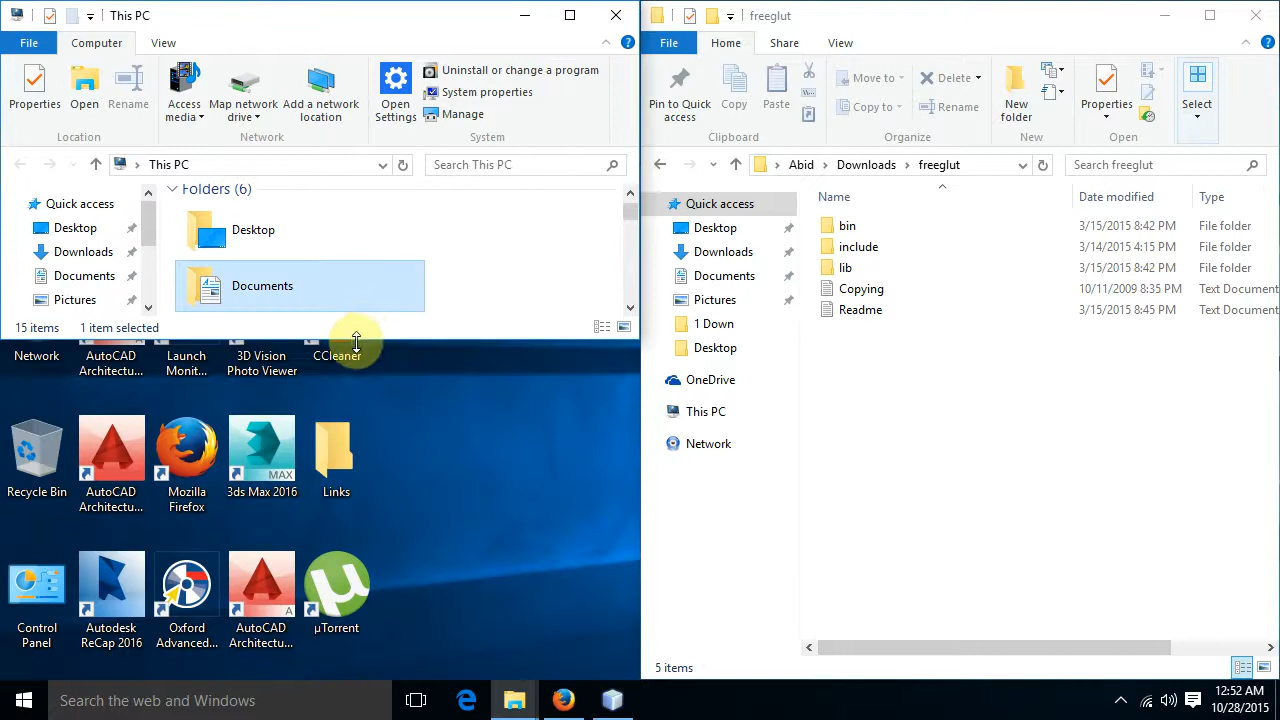 This PC
File
Computer
View
Properties
Open
Rename
Location
Access media
Map network drive
Add a network location
Network
Open Settings
Uninstall or change a program
System properties
Manage
System
This PC
Search This PC
Quick access
Desktop
Downloads
Documents
Pictures
Folders (6)
Desktop
Documents
15 items
1 item selected
freeglut
File
Home
Share
View
Pin to Quick access
Copy
Paste
Clipboard
Move to
Copy to
Delete
Rename
Organize
New folder
New
Properties
Open
Select
Abid
Downloads
freeglut
Search freeglut
Quick access
Desktop
Downloads
Documents
Pictures
1 Down
Desktop
OneDrive
This PC
Network
Name
Date modified
Type
bin
3/15/2015 8:42 PM
File folder
include
3/14/2015 4:15 PM
File folder
lib
3/15/2015 8:42 PM
File folder
Copying
10/11/2009 8:35 PM
Text Document
Readme
3/15/2015 8:45 PM
Text Document
5 items
Network
AutoCAD Architectu...
Launch Monit...
3D Vision Photo Viewer
CCleaner
Recycle Bin
AutoCAD Architectu...
Mozilla Firefox
MAX
3ds Max 2016
Links
Control Panel
Autodesk ReCap 2016
Oxford Advanced...
A
AutoCAD Architectu...
µTorrent
Search the web and Windows
12:52 AM
10/28/2015